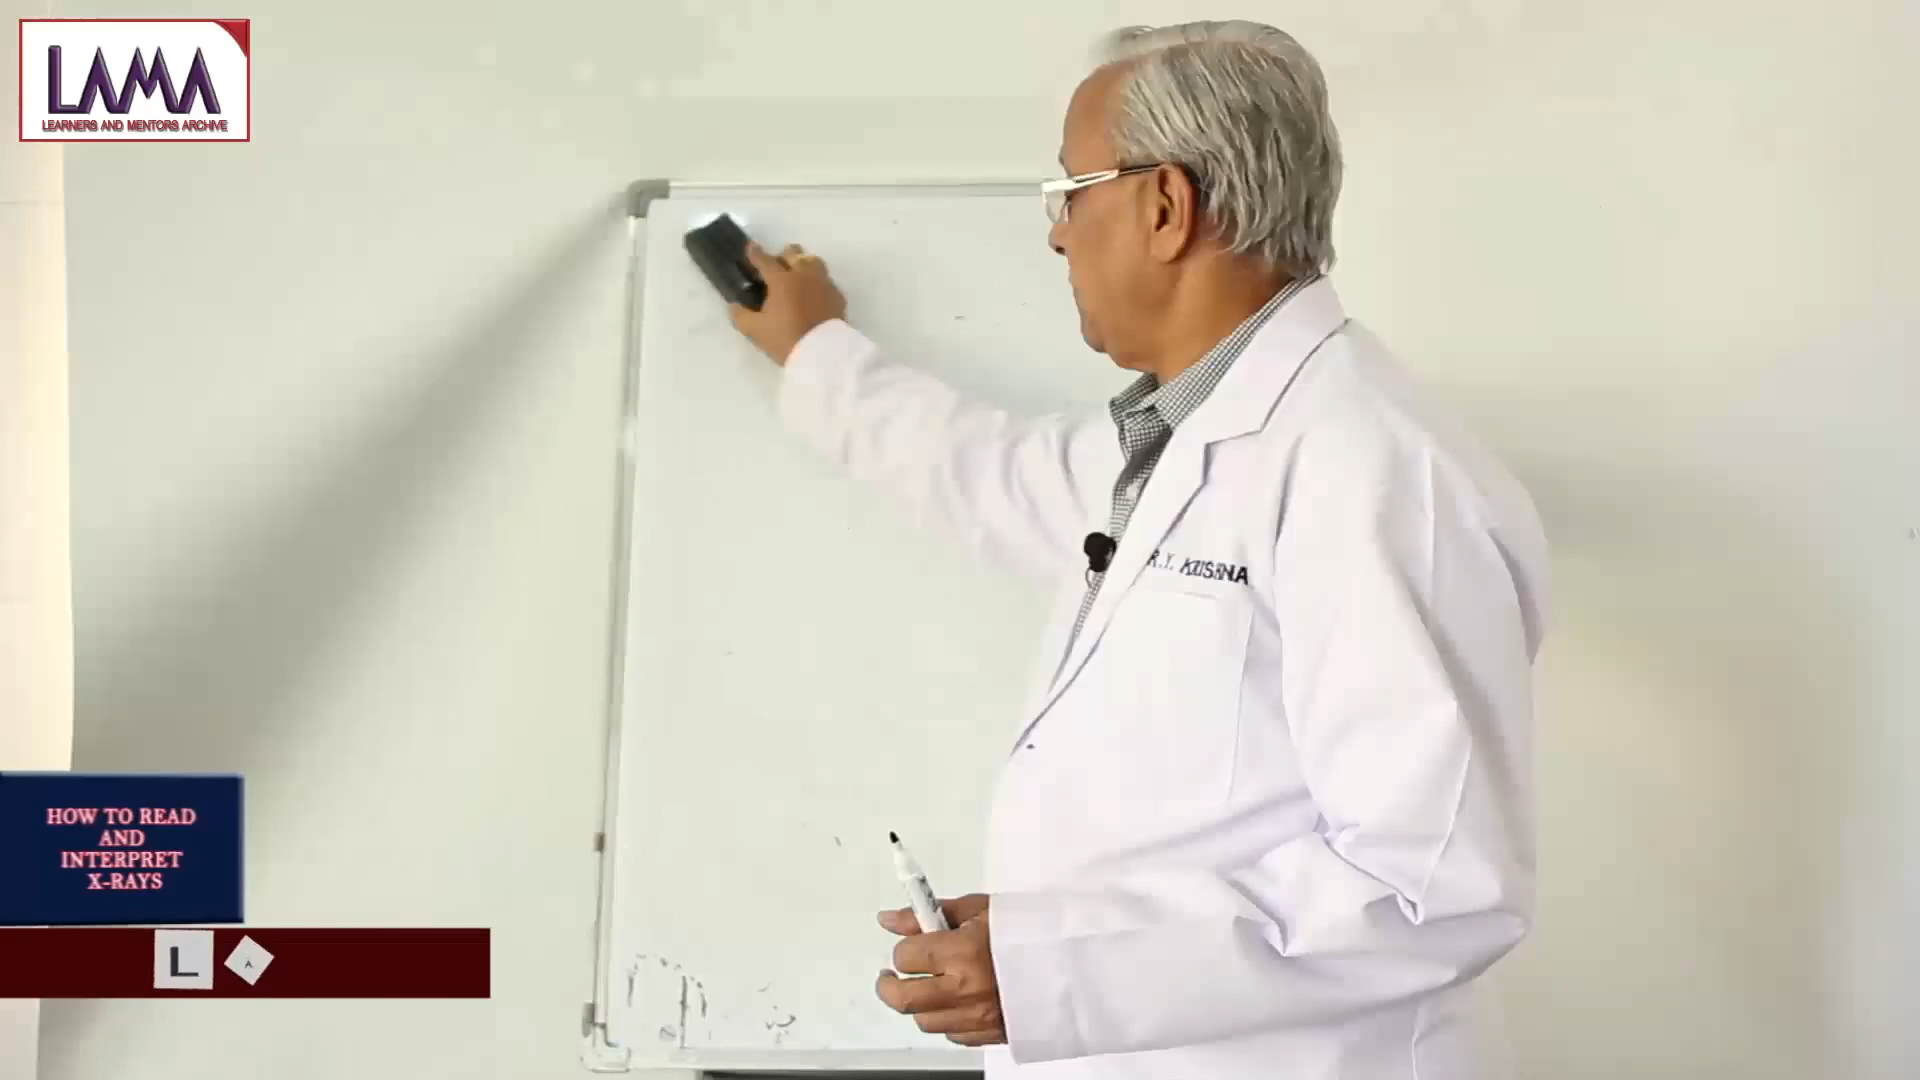 LAMA
LEARNERS AND MENTORS ARCHIVE
R.Y. KRISHNA
HOW TO READ
AND
INTERPRET
X-RAYS
L A